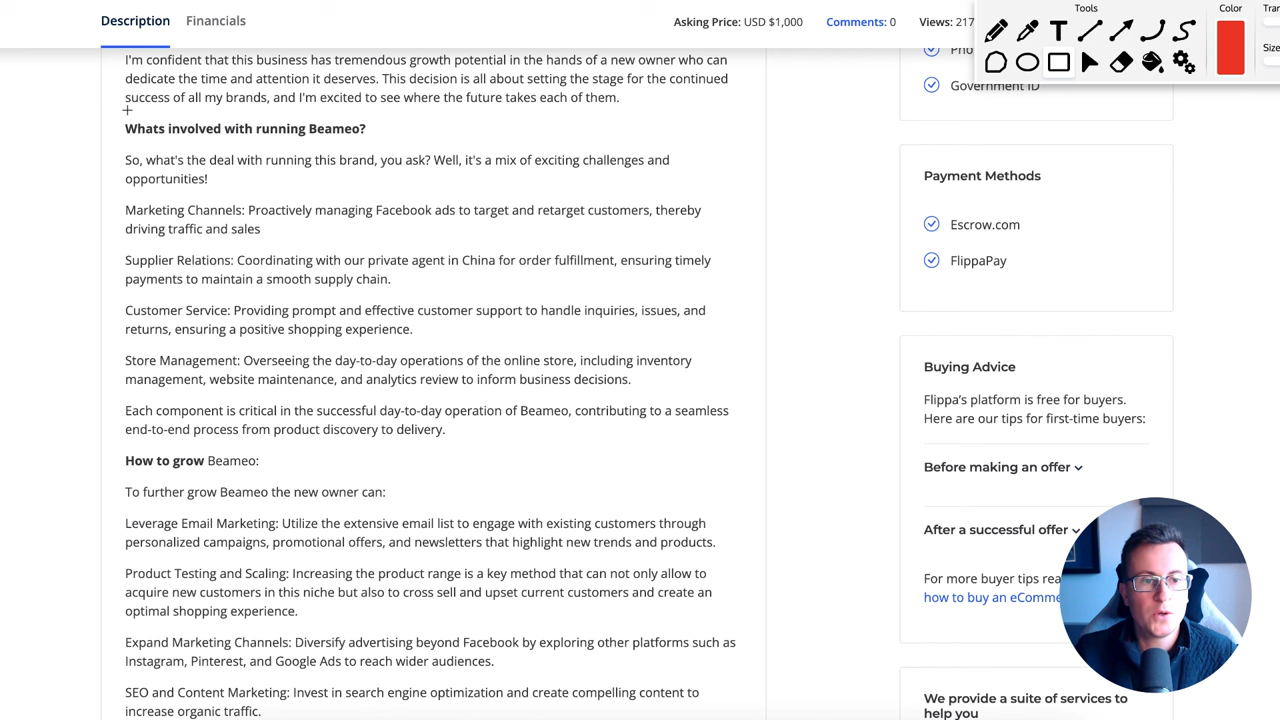 Description
Financials
Asking Price: USD $1,000
Comments: 0
Views: 217
Tools
Color
Size
I'm confident that this business has tremendous growth potential in the hands of a new owner who can
dedicate the time and attention it deserves. This decision is all about setting the stage for the continued
success of all my brands, and I'm excited to see where the future takes each of them.
Whats involved with running Beameo?
So, what's the deal with running this brand, you ask? Well, it's a mix of exciting challenges and
opportunities!
Marketing Channels: Proactively managing Facebook ads to target and retarget customers, thereby
driving traffic and sales
Supplier Relations: Coordinating with our private agent in China for order fulfillment, ensuring timely
payments to maintain a smooth supply chain.
Customer Service: Providing prompt and effective customer support to handle inquiries, issues, and
returns, ensuring a positive shopping experience.
Store Management: Overseeing the day-to-day operations of the online store, including inventory
management, website maintenance, and analytics review to inform business decisions.
Each component is critical in the successful day-to-day operation of Beameo, contributing to a seamless
end-to-end process from product discovery to delivery.
How to grow Beameo:
To further grow Beameo the new owner can:
Leverage Email Marketing: Utilize the extensive email list to engage with existing customers through
personalized campaigns, promotional offers, and newsletters that highlight new trends and products.
Product Testing and Scaling: Increasing the product range is a key method that can not only allow to
acquire new customers in this niche but also to cross sell and upset current customers and create an
optimal shopping experience.
Expand Marketing Channels: Diversify advertising beyond Facebook by exploring other platforms such as
Instagram, Pinterest, and Google Ads to reach wider audiences.
SEO and Content Marketing: Invest in search engine optimization and create compelling content to
increase organic traffic.
Government ID
Payment Methods
Escrow.com
FlippaPay
Buying Advice
Flippa's platform is free for buyers.
Here are our tips for first-time buyers:
Before making an offer
After a successful offer
For more buyer tips
how to buy an
We provide a suite of services to
help you